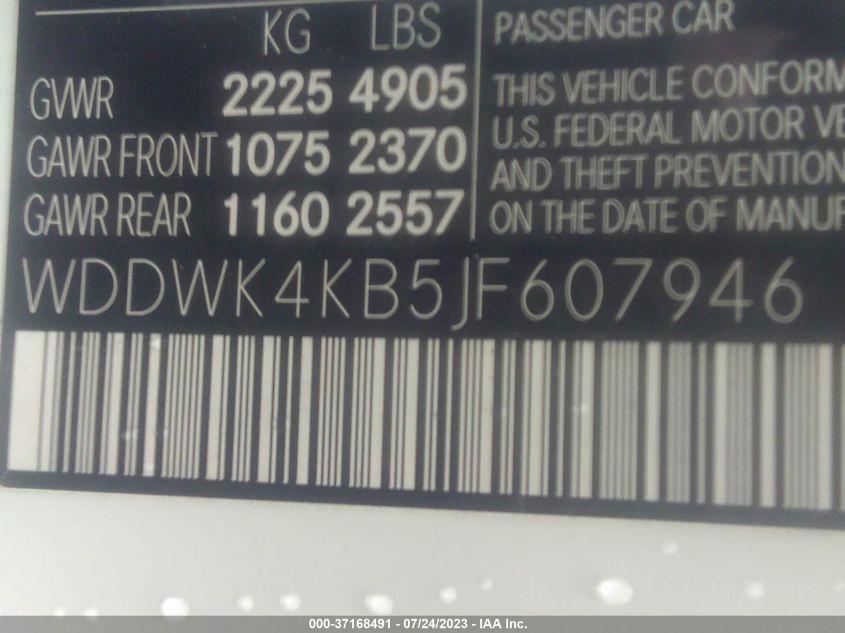 KG LBS PASSENGER CAR
GVWR 2225 4905 THIS VEHICLE CONFORM
GAWR FRONT 1075 2370 U.S. FEDERAL MOTOR VE
GAWR REAR 1160 2557 AND THEFT PREVENTION
ON THE DATE OF MANUF
WDDWK4KB5JF607946
000-37168491 - 07/24/2023 - IAA Inc.